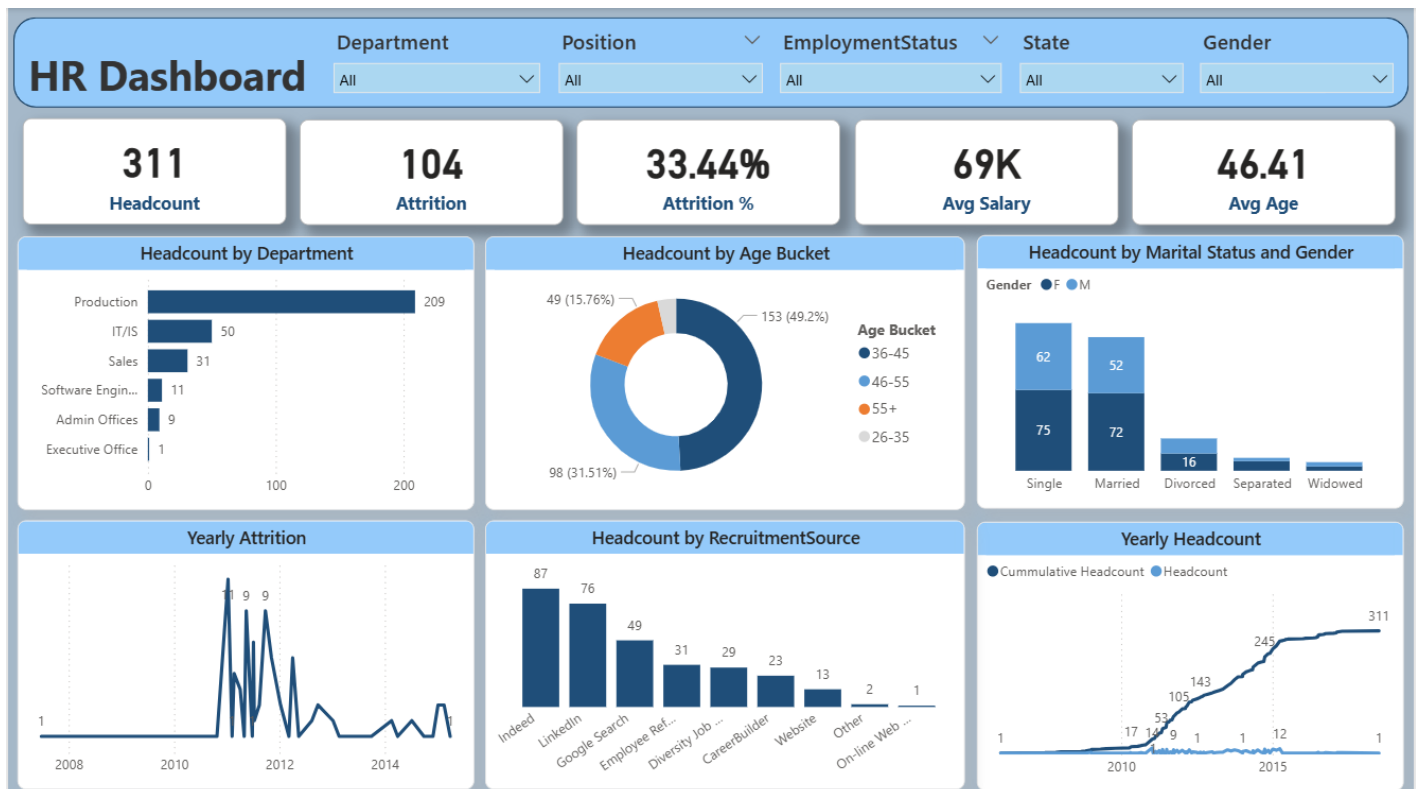 HR Dashboard
Department
Position
EmploymentStatus
State
Gender
All
All
All
All
All
311
Headcount
104
Attrition
33.44%
Attrition %
69K
Avg Salary
46.41
Avg Age
Headcount by Department
Production
209
IT/IS
50
Sales
31
Software Engin...
11
Admin Offices
9
Executive Office
1
0
100
200
Headcount by Age Bucket
49 (15.76%)
153 (49.2%)
98 (31.51%)
Age Bucket
36-45
46-55
55+
26-35
Headcount by Marital Status and Gender
Gender F M
62
52
75
72
16
Single
Married
Divorced
Separated
Widowed
Yearly Attrition
1
11
9
9
1
2008
2010
2012
2014
Headcount by RecruitmentSource
87
76
49
31
29
23
13
2
1
Indeed
LinkedIn
Google Search
Employee Ref...
Diversity Job ...
CareerBuilder
Website
Other
On-line Web ...
Yearly Headcount
Cummulative Headcount Headcount
311
245
143
105
53
17
14
1
1
9
1
1
12
1
2010
2015